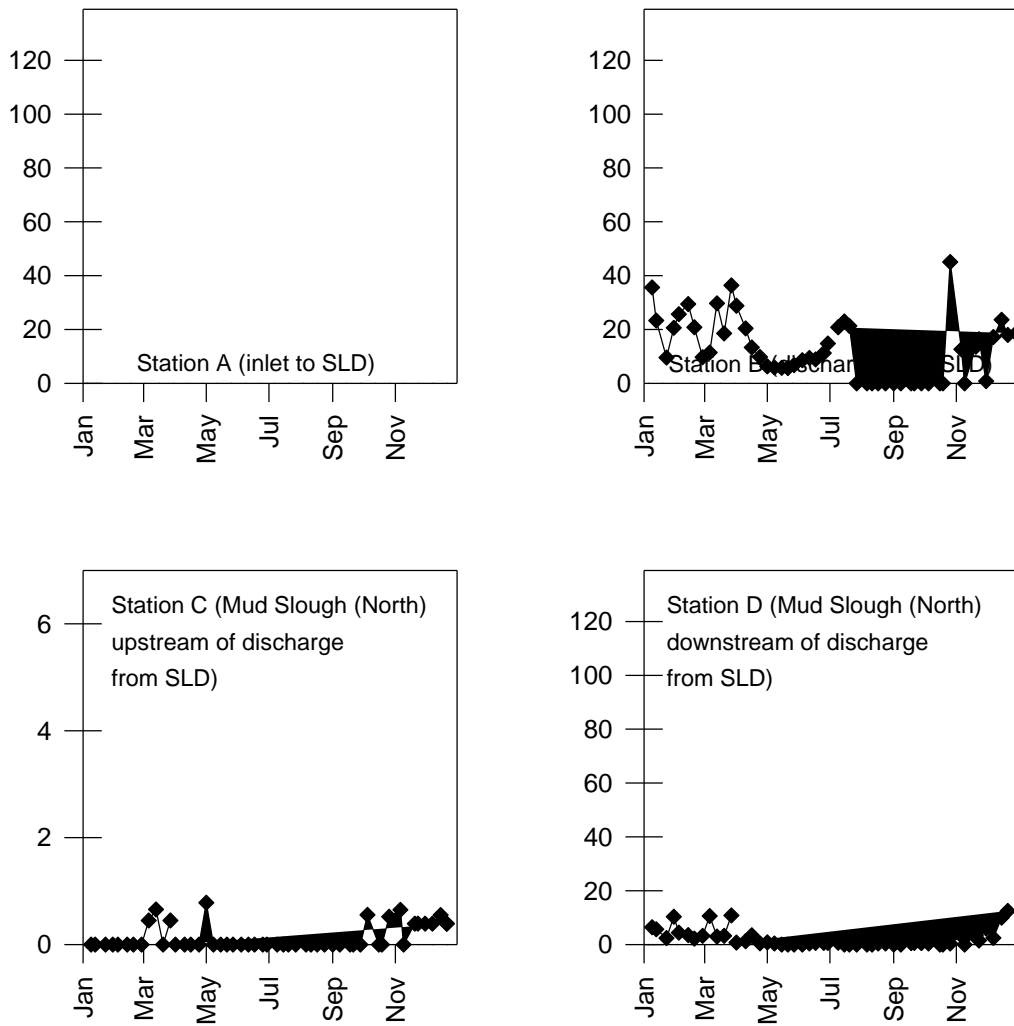 120
100
80
60
40
20
0
Station A (inlet to SLD)
Jan
Mar
May
Jul
Sep
Nov
120
100
80
60
40
20
0
Station B (dischar SLD)
Jan
Mar
May
Jul
Sep
Nov
6
4
2
0
Station C (Mud Slough (North)
upstream of discharge
from SLD)
Jan
Mar
May
Jul
Sep
Nov
120
100
80
60
40
20
0
Station D (Mud Slough (North)
downstream of discharge
from SLD)
Jan
Mar
May
Jul
Sep
Nov